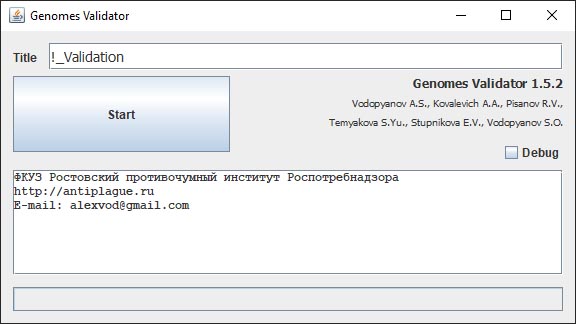 Genomes Validator
Title
!_Validation
Start
Genomes Validator 1.5.2
Vodopyanov A.S., Kovalevich A.A., Pisanov R.V.,
Temyakova S.Yu., Stupnikova E.V., Vodopyanov S.O.
Debug
ФКУЗ Ростовский противочумный институт Роспотребнадзора
http://antiplague.ru
E-mail: alexvod@gmail.com